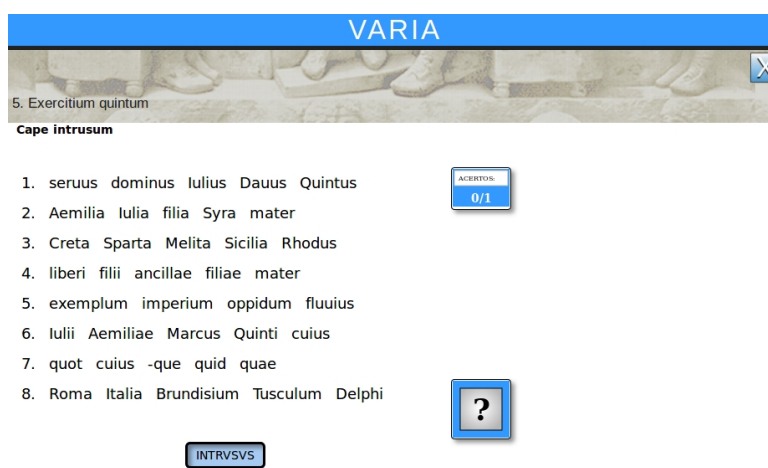 VARIA
X
5. Exercitium quintum
Cape intrusum
1. seruus dominus Iulius Dauus Quintus
ACERTOS:
0/1
2. Aemilia Iulia filia Syra mater
3. Creta Sparta Melita Sicilia Rhodus
4. liberi filii ancillae filiae mater
5. exemplum imperium oppidum fluuius
6. Iulii Aemiliae Marcus Quinti cuius
7. quot cuius -que quid quae
8. Roma Italia Brundisium Tusculum Delphi
?
INTRVSVS